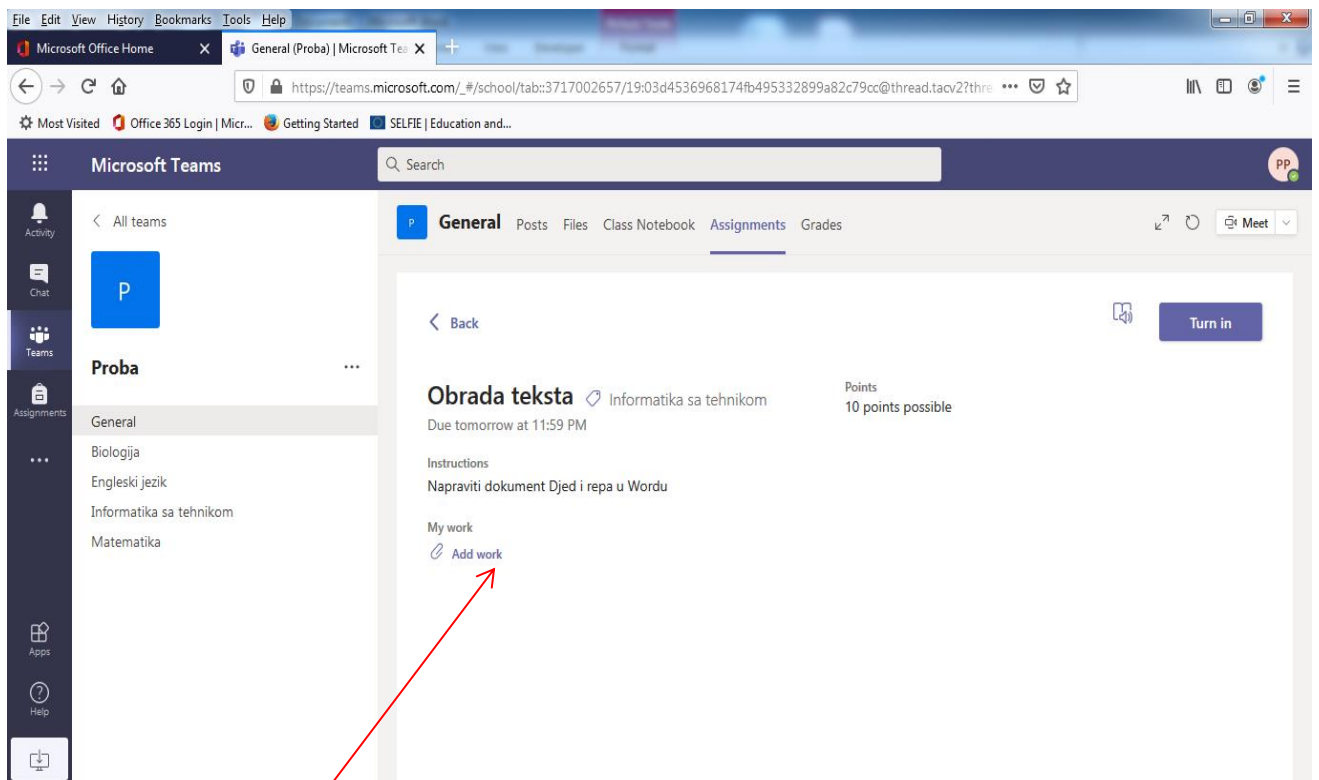 File Edit View History Bookmarks Tools Help
Microsoft Office Home X General (Proba) | Microsoft Tea X +
https://teams.microsoft.com/_#/school/tab::3717002657/19:03d4536968174fb495332899a82c79cc@thread.tacv2?thre
Most Visited Office 365 Login | Micr... Getting Started SELFIE | Education and...
Microsoft Teams Search PP
Activity
Chat
Teams
Assignments
Apps
Help
All teams
P
Proba ...
General
Biologija
Engleski jezik
Informatika sa tehnikom
Matematika
P General Posts Files Class Notebook Assignments Grades Meet
Back Turn in
Obrada teksta Informatika sa tehnikom
Due tomorrow at 11:59 PM
Points
10 points possible
Instructions
Napraviti dokument Djed i repa u Wordu
My work
Add work